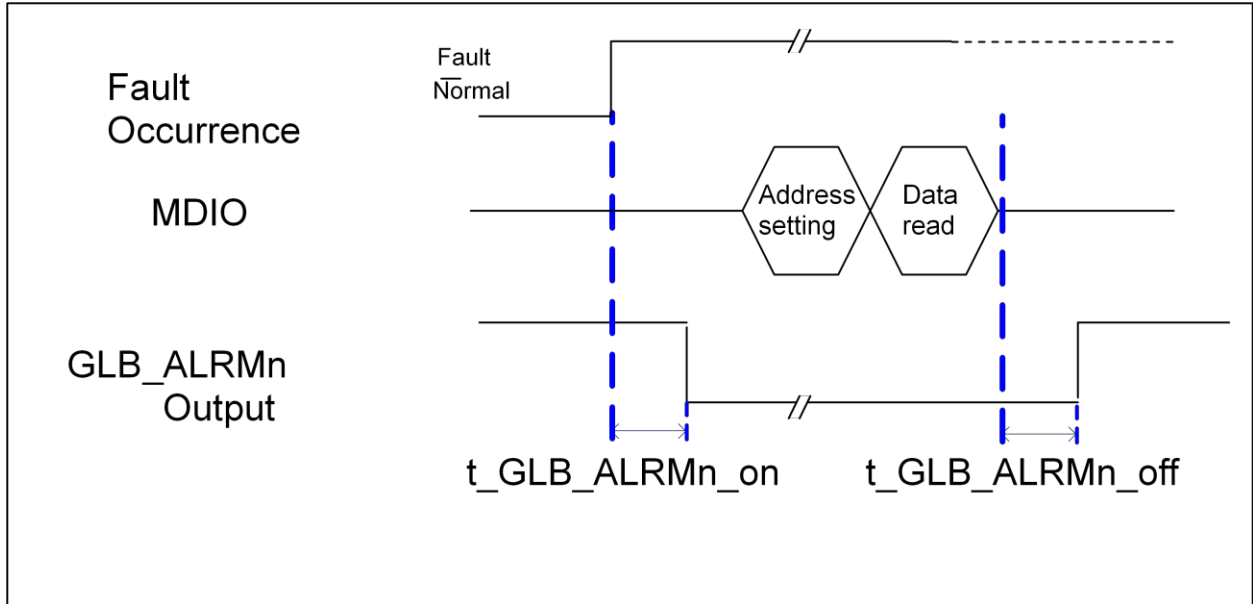 Fault
Normal
Fault
Occurrence
MDIO
Address
setting
Data
read
GLB_ALRMn
Output
t_GLB_ALRMn_on
t_GLB_ALRMn_off